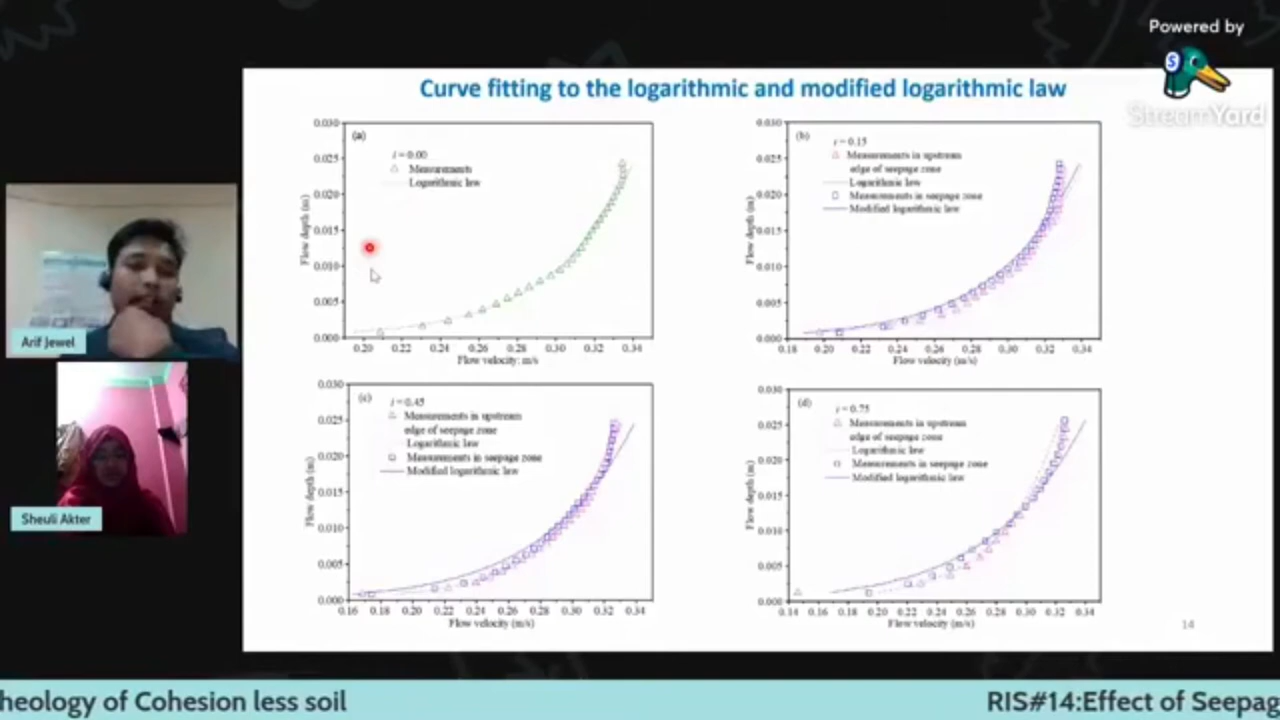 Powered by
StreamYard
Curve fitting to the logarithmic and modified logarithmic law
(a)
i = 0.00
Measurements
Logarithmic law
0.030
0.025
0.020
0.015
0.010
0.005
0.000
Flow depth (m)
0.20 0.22 0.24 0.26 0.28 0.30 0.32 0.34
Flow velocity: m/s
(b)
i = 0.15
Measurements in upstream
edge of seepage zone
Logarithmic law
Measurements in seepage zone
Modified logarithmic law
0.030
0.025
0.020
0.015
0.010
0.005
0.000
Flow depth (m)
0.18 0.20 0.22 0.24 0.26 0.28 0.30 0.32 0.34
Flow velocity (m/s)
(c)
i = 0.45
Measurements in upstream
edge of seepage zone
Logarithmic law
Measurements in seepage zone
Modified logarithmic law
0.030
0.025
0.020
0.015
0.010
0.005
0.000
Flow depth (m)
0.16 0.18 0.20 0.22 0.24 0.26 0.28 0.30 0.32 0.34
Flow velocity (m/s)
(d)
i = 0.75
Measurements in upstream
edge of seepage zone
Logarithmic law
Measurements in seepage zone
Modified logarithmic law
0.030
0.025
0.020
0.015
0.010
0.005
0.000
Flow depth (m)
0.14 0.16 0.18 0.20 0.22 0.24 0.26 0.28 0.30 0.32 0.34
Flow velocity (m/s)
14
Arif Jewel
Sheuli Akter
heology of Cohesion less soil
RIS#14:Effect of Seepag